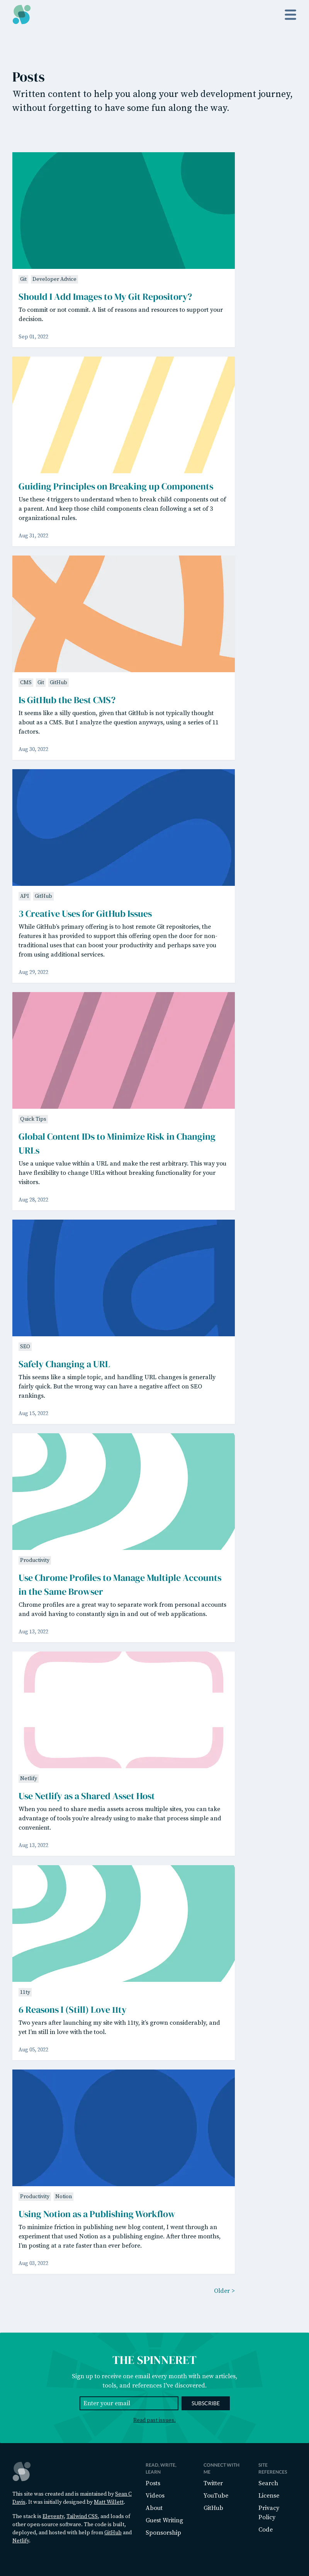 Posts
Written content to help you along your web development journey,
without forgetting to have some fun along the way.
Git Developer Advice
Should I Add Images to My Git Repository?
To commit or not commit. A list of reasons and resources to support your
decision.
Sep 01, 2022
Guiding Principles on Breaking up Components
Use these 4 triggers to understand when to break child components out of
a parent. And keep those child components clean following a set of 3
organizational rules.
Aug 31, 2022
CMS Git GitHub
Is GitHub the Best CMS?
It seems like a silly question, given that GitHub is not typically thought
about as a CMS. But I analyze the question anyways, using a series of 11
factors.
Aug 30, 2022
API GitHub
3 Creative Uses for GitHub Issues
While GitHub's primary offering is to host remote Git repositories, the
features it has provided to support this offering open the door for non-
traditional uses that can boost your productivity and perhaps save you
from using additional services.
Aug 29, 2022
Quick Tips
Global Content IDs to Minimize Risk in Changing
URLs
Use a unique value within a URL and make the rest arbitrary. This way you
have flexibility to change URLs without breaking functionality for your
visitors.
Aug 28, 2022
SEO
Safely Changing a URL
This seems like a simple topic, and handling URL changes is generally
fairly quick. But the wrong way can have a negative affect on SEO
rankings.
Aug 15, 2022
Productivity
Use Chrome Profiles to Manage Multiple Accounts
in the Same Browser
Chrome profiles are a great way to separate work from personal accounts
and avoid having to constantly sign in and out of web applications.
Aug 13, 2022
Netlify
Use Netlify as a Shared Asset Host
When you need to share media assets across multiple sites, you can take
advantage of tools you're already using to make that process simple and
convenient.
Aug 13, 2022
11ty
6 Reasons I (Still) Love 11ty
Two years after launching my site with 11ty, it's grown considerably, and
yet I'm still in love with the tool.
Aug 05, 2022
Productivity Notion
Using Notion as a Publishing Workflow
To minimize friction in publishing new blog content, I went through an
experiment that used Notion as a publishing engine. After three months,
I'm posting at a rate faster than ever before.
Aug 03, 2022
Older >
THE SPINNERET
Sign up to receive one email every month with new articles,
tools, and references I've discovered.
Enter your email
SUBSCRIBE
Read past issues.
This site was created and is maintained by Sean C
Davis. It was initially designed by Matt Willett.
The stack is Eleventy, Tailwind CSS, and loads of
other open-source software. The code is built,
deployed, and hosted with help from GitHub and
Netlify.
READ, WRITE,
LEARN
Posts
Videos
About
Guest Writing
Sponsorship
CONNECT WITH
ME
Twitter
YouTube
GitHub
SITE
REFERENCES
Search
License
Privacy
Policy
Code